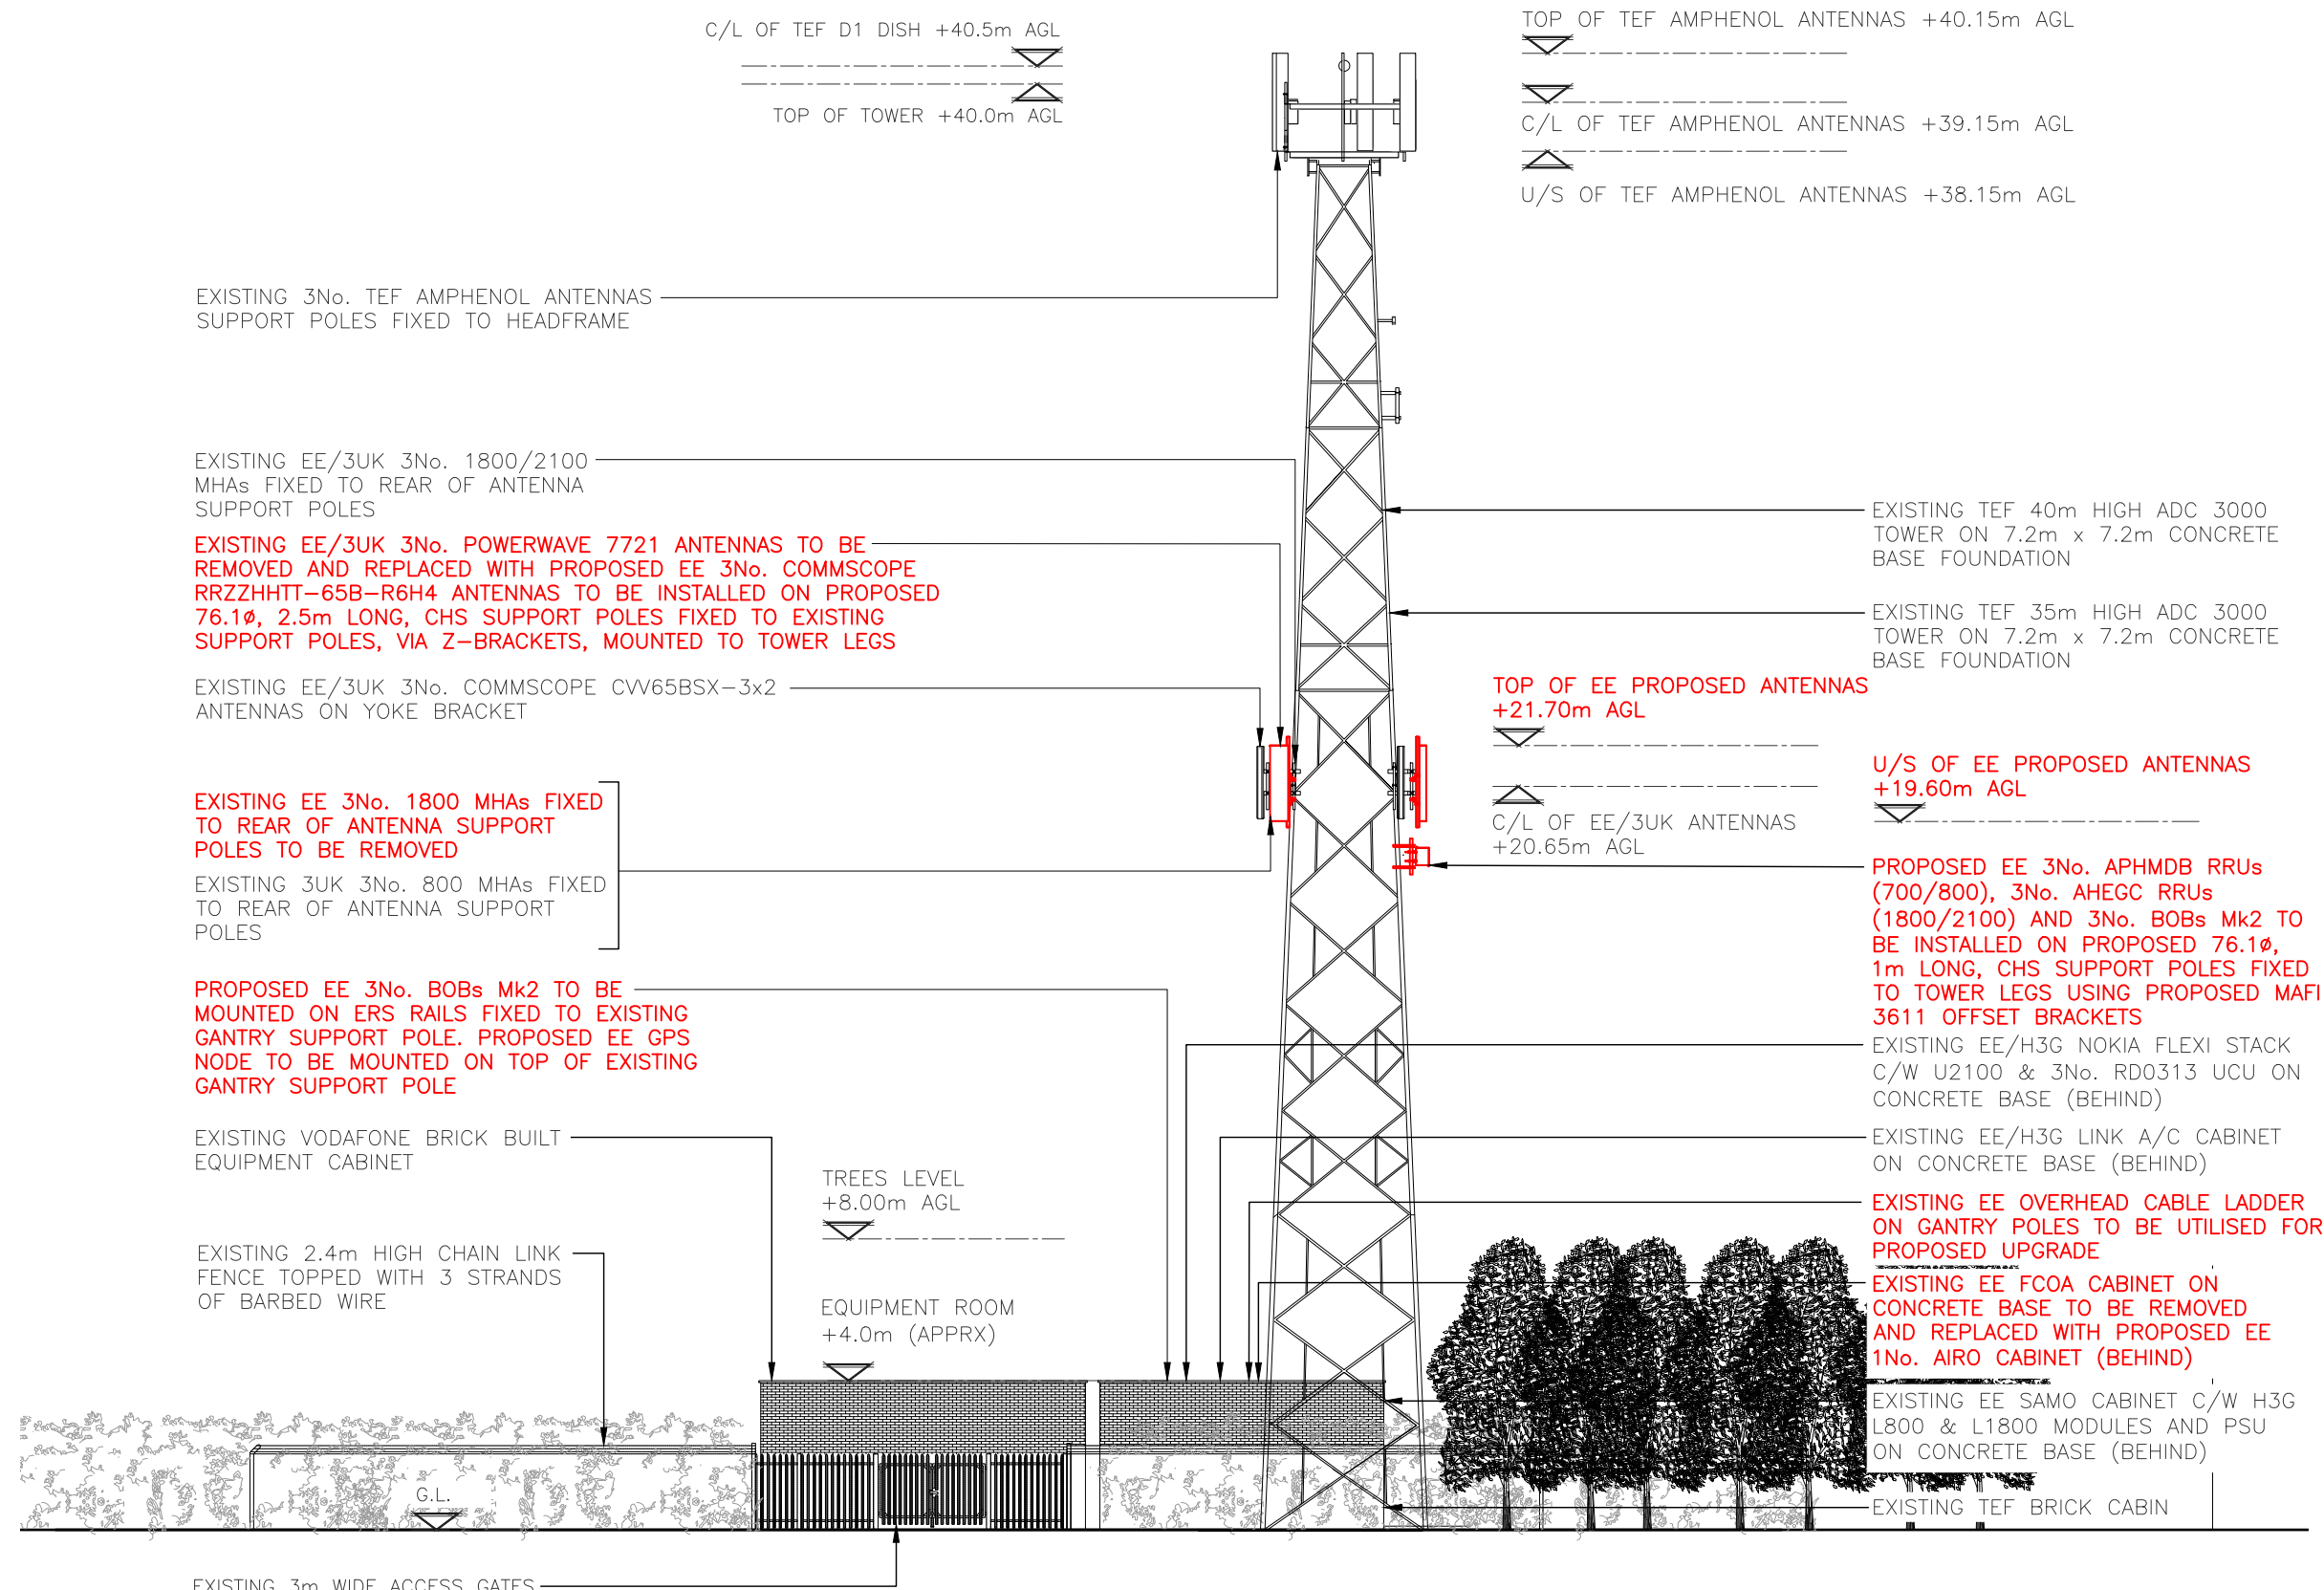 C/L OF TEF D1 DISH +40.5m AGL
TOP OF TOWER +40.0m AGL
TOP OF TEF AMPHENOL ANTENNAS +40.15m AGL
C/L OF TEF AMPHENOL ANTENNAS +39.15m AGL
U/S OF TEF AMPHENOL ANTENNAS +38.15m AGL
EXISTING 3No. TEF AMPHENOL ANTENNAS
SUPPORT POLES FIXED TO HEADFRAME
EXISTING EE/3UK 3No. 1800/2100
MHAs FIXED TO REAR OF ANTENNA
SUPPORT POLES
EXISTING EE/3UK 3No. POWERWAVE 7721 ANTENNAS TO BE
REMOVED AND REPLACED WITH PROPOSED EE 3No. COMMSCOPE
RRZZHHTT-65B-R6H4 ANTENNAS TO BE INSTALLED ON PROPOSED
76.1ø, 2.5m LONG, CHS SUPPORT POLES FIXED TO EXISTING
SUPPORT POLES, VIA Z-BRACKETS, MOUNTED TO TOWER LEGS
EXISTING EE/3UK 3No. COMMSCOPE CVV65BSX-3x2
ANTENNAS ON YOKE BRACKET
EXISTING EE 3No. 1800 MHAs FIXED
TO REAR OF ANTENNA SUPPORT
POLES TO BE REMOVED
EXISTING 3UK 3No. 800 MHAs FIXED
TO REAR OF ANTENNA SUPPORT
POLES
PROPOSED EE 3No. BOBs Mk2 TO BE
MOUNTED ON ERS RAILS FIXED TO EXISTING
GANTRY SUPPORT POLE. PROPOSED EE GPS
NODE TO BE MOUNTED ON TOP OF EXISTING
GANTRY SUPPORT POLE
EXISTING VODAFONE BRICK BUILT
EQUIPMENT CABINET
EXISTING 2.4m HIGH CHAIN LINK
FENCE TOPPED WITH 3 STRANDS
OF BARBED WIRE
TREES LEVEL
+8.00m AGL
EQUIPMENT ROOM
+4.0m (APPRX)
G.L.
EXISTING 3m WIDE ACCESS GATES
EXISTING TEF 40m HIGH ADC 3000
TOWER ON 7.2m x 7.2m CONCRETE
BASE FOUNDATION
EXISTING TEF 35m HIGH ADC 3000
TOWER ON 7.2m x 7.2m CONCRETE
BASE FOUNDATION
TOP OF EE PROPOSED ANTENNAS
+21.70m AGL
C/L OF EE/3UK ANTENNAS
+20.65m AGL
U/S OF EE PROPOSED ANTENNAS
+19.60m AGL
PROPOSED EE 3No. APHMDB RRUs
(700/800), 3No. AHEGC RRUs
(1800/2100) AND 3No. BOBs Mk2 TO
BE INSTALLED ON PROPOSED 76.1ø,
1m LONG, CHS SUPPORT POLES FIXED
TO TOWER LEGS USING PROPOSED MAFI
3611 OFFSET BRACKETS
EXISTING EE/H3G NOKIA FLEXI STACK
C/W U2100 & 3No. RD0313 UCU ON
CONCRETE BASE (BEHIND)
EXISTING EE/H3G LINK A/C CABINET
ON CONCRETE BASE (BEHIND)
EXISTING EE OVERHEAD CABLE LADDER
ON GANTRY POLES TO BE UTILISED FOR
PROPOSED UPGRADE
EXISTING EE FCOA CABINET ON
CONCRETE BASE TO BE REMOVED
AND REPLACED WITH PROPOSED EE
1No. AIRO CABINET (BEHIND)
EXISTING EE SAMO CABINET C/W H3G
L800 & L1800 MODULES AND PSU
ON CONCRETE BASE (BEHIND)
EXISTING TEF BRICK CABIN